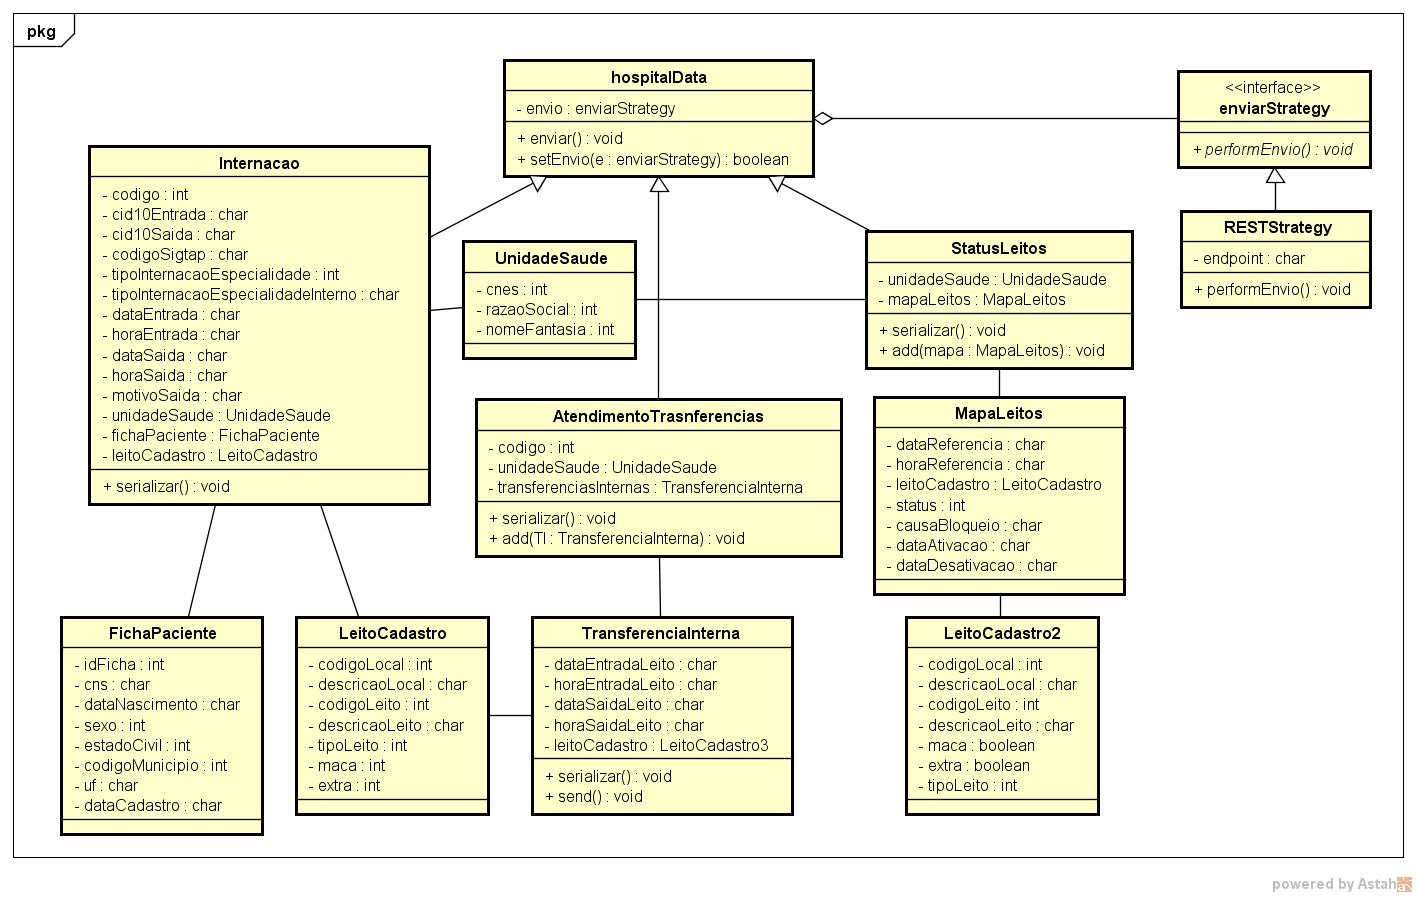 pkg
hospitalData
- envio : enviarStrategy
+ enviar() : void
+ setEnvio(e : enviarStrategy) : boolean
<<interface>>
enviarStrategy
+ performEnvio() : void
Internacao
- codigo : int
- cid10Entrada : char
- cid10Saida : char
- codigoSigtap : char
- tipoInternacaoEspecialidade : int
- tipoInternacaoEspecialidadeInterno : char
- dataEntrada : char
- horaEntrada : char
- dataSaida : char
- horaSaida : char
- motivoSaida : char
- unidadeSaude : UnidadeSaude
- fichaPaciente : FichaPaciente
- leitoCadastro : LeitoCadastro
+ serializar() : void
UnidadeSaude
- cnes : int
- razaoSocial : int
- nomeFantasia : int
StatusLeitos
- unidadeSaude : UnidadeSaude
- mapaLeitos : MapaLeitos
+ serializar() : void
+ add(mapa : MapaLeitos) : void
RESTStrategy
- endpoint : char
+ performEnvio() : void
AtendimentoTrasnferencias
- codigo : int
- unidadeSaude : UnidadeSaude
- transferenciasInternas : TransferenciaInterna
+ serializar() : void
+ add(TI : TransferenciaInterna) : void
MapaLeitos
- dataReferencia : char
- horaReferencia : char
- leitoCadastro : LeitoCadastro
- status : int
- causaBloqueio : char
- dataAtivacao : char
- dataDesativacao : char
FichaPaciente
- idFicha : int
- cns : char
- dataNascimento : char
- sexo : int
- estadoCivil : int
- codigoMunicipio : int
- uf : char
- dataCadastro : char
LeitoCadastro
- codigoLocal : int
- descricaoLocal : char
- codigoLeito : int
- descricaoLeito : char
- tipoLeito : int
- maca : int
- extra : int
TransferenciaInterna
- dataEntradaLeito : char
- horaEntradaLeito : char
- dataSaidaLeito : char
- horaSaidaLeito : char
- leitoCadastro : LeitoCadastro3
+ serializar() : void
+ send() : void
LeitoCadastro2
- codigoLocal : int
- descricaoLocal : char
- codigoLeito : int
- descricaoLeito : char
- maca : boolean
- extra : boolean
- tipoLeito : int
powered by Astah